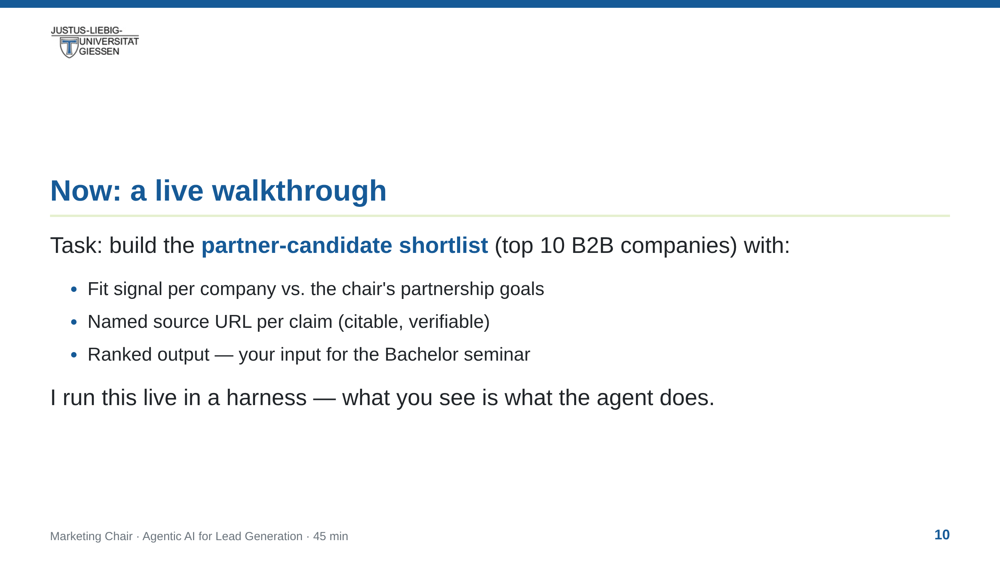 JUSTUS-LIEBIG-
UNIVERSITÄT
GIESSEN
Now: a live walkthrough
Task: build the partner-candidate shortlist (top 10 B2B companies) with:
• Fit signal per company vs. the chair's partnership goals
• Named source URL per claim (citable, verifiable)
• Ranked output — your input for the Bachelor seminar
I run this live in a harness — what you see is what the agent does.
Marketing Chair · Agentic AI for Lead Generation · 45 min
10